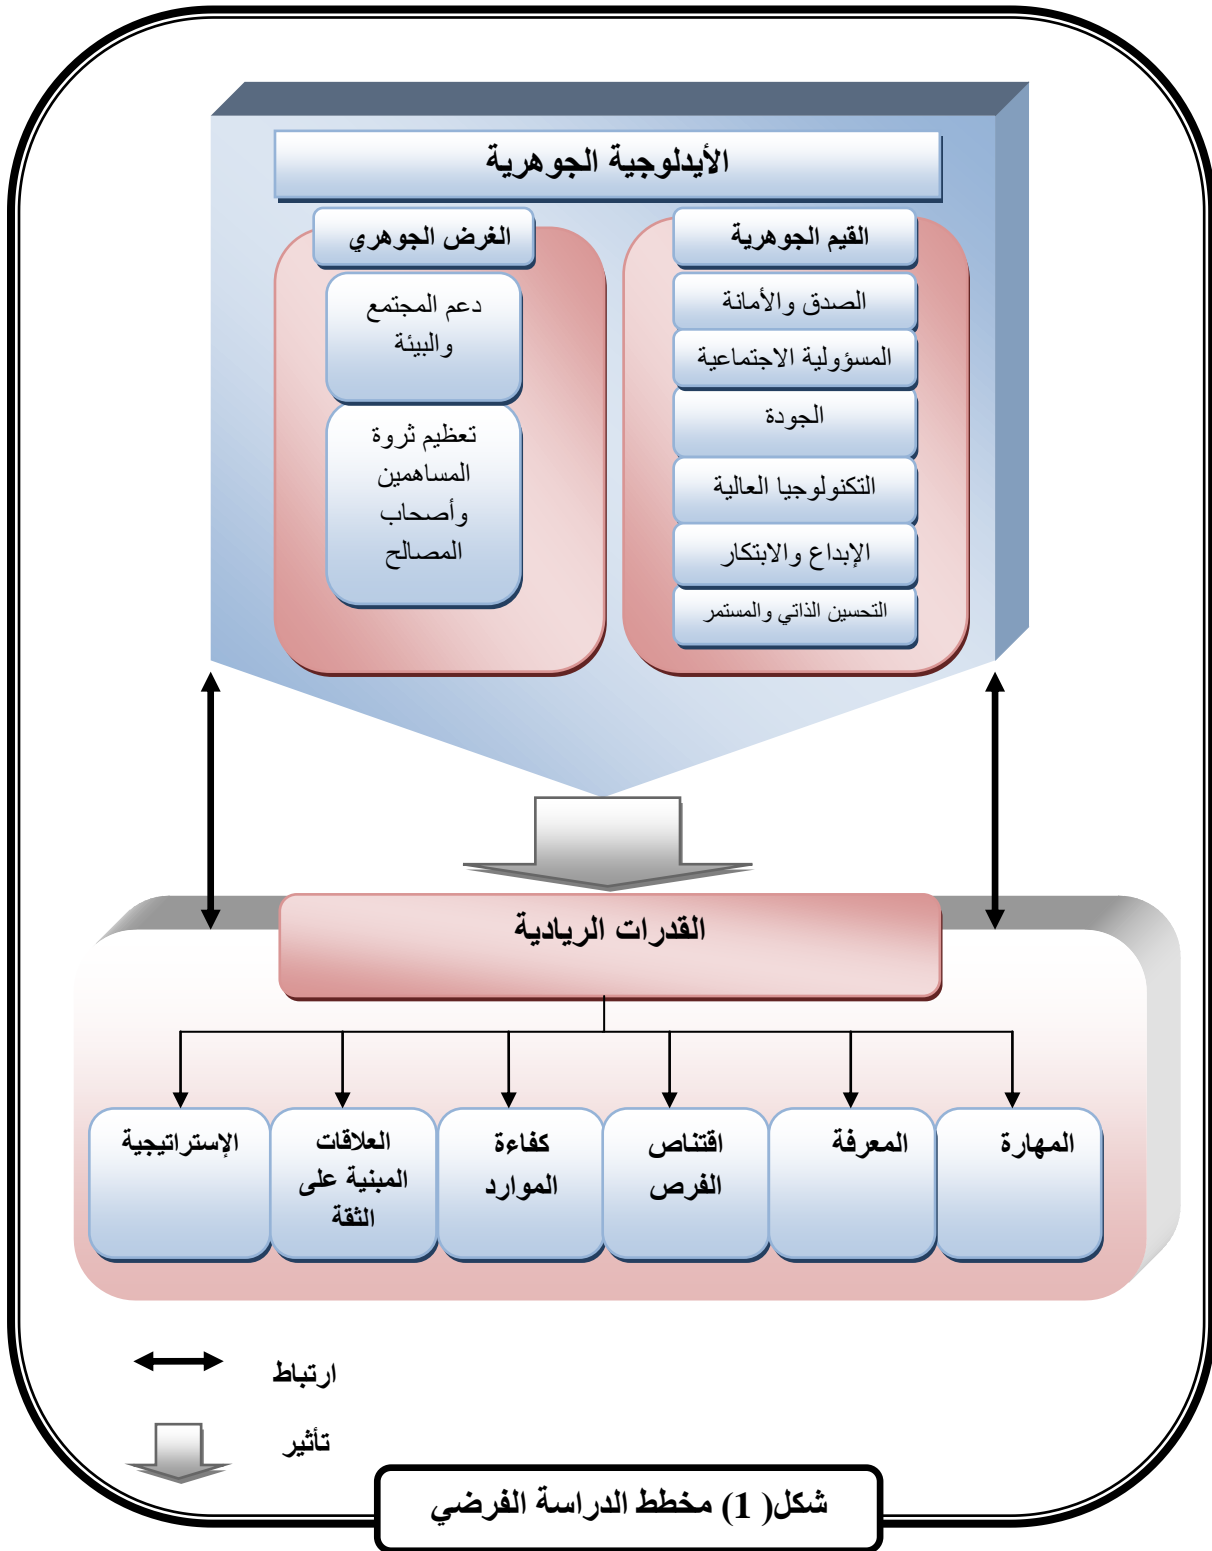 الأيدلوجية الجوهرية
القيم الجوهرية
الصدق والأمانة
المسؤولية الاجتماعية
الجودة
التكنولوجيا العالية
الإبداع والابتكار
التحسين الذاتي والمستمر
الغرض الجوهري
دعم المجتمع
والبيئة
تعظيم ثروة
المساهمين
وأصحاب
المصالح
القدرات الريادية
المهارة
المعرفة
اقتناص
الفرص
كفاءة
الموارد
العلاقات
المبنية على
الثقة
الإستراتيجية
ارتباط
تأثير
شكل( 1) مخطط الدراسة الفرضي